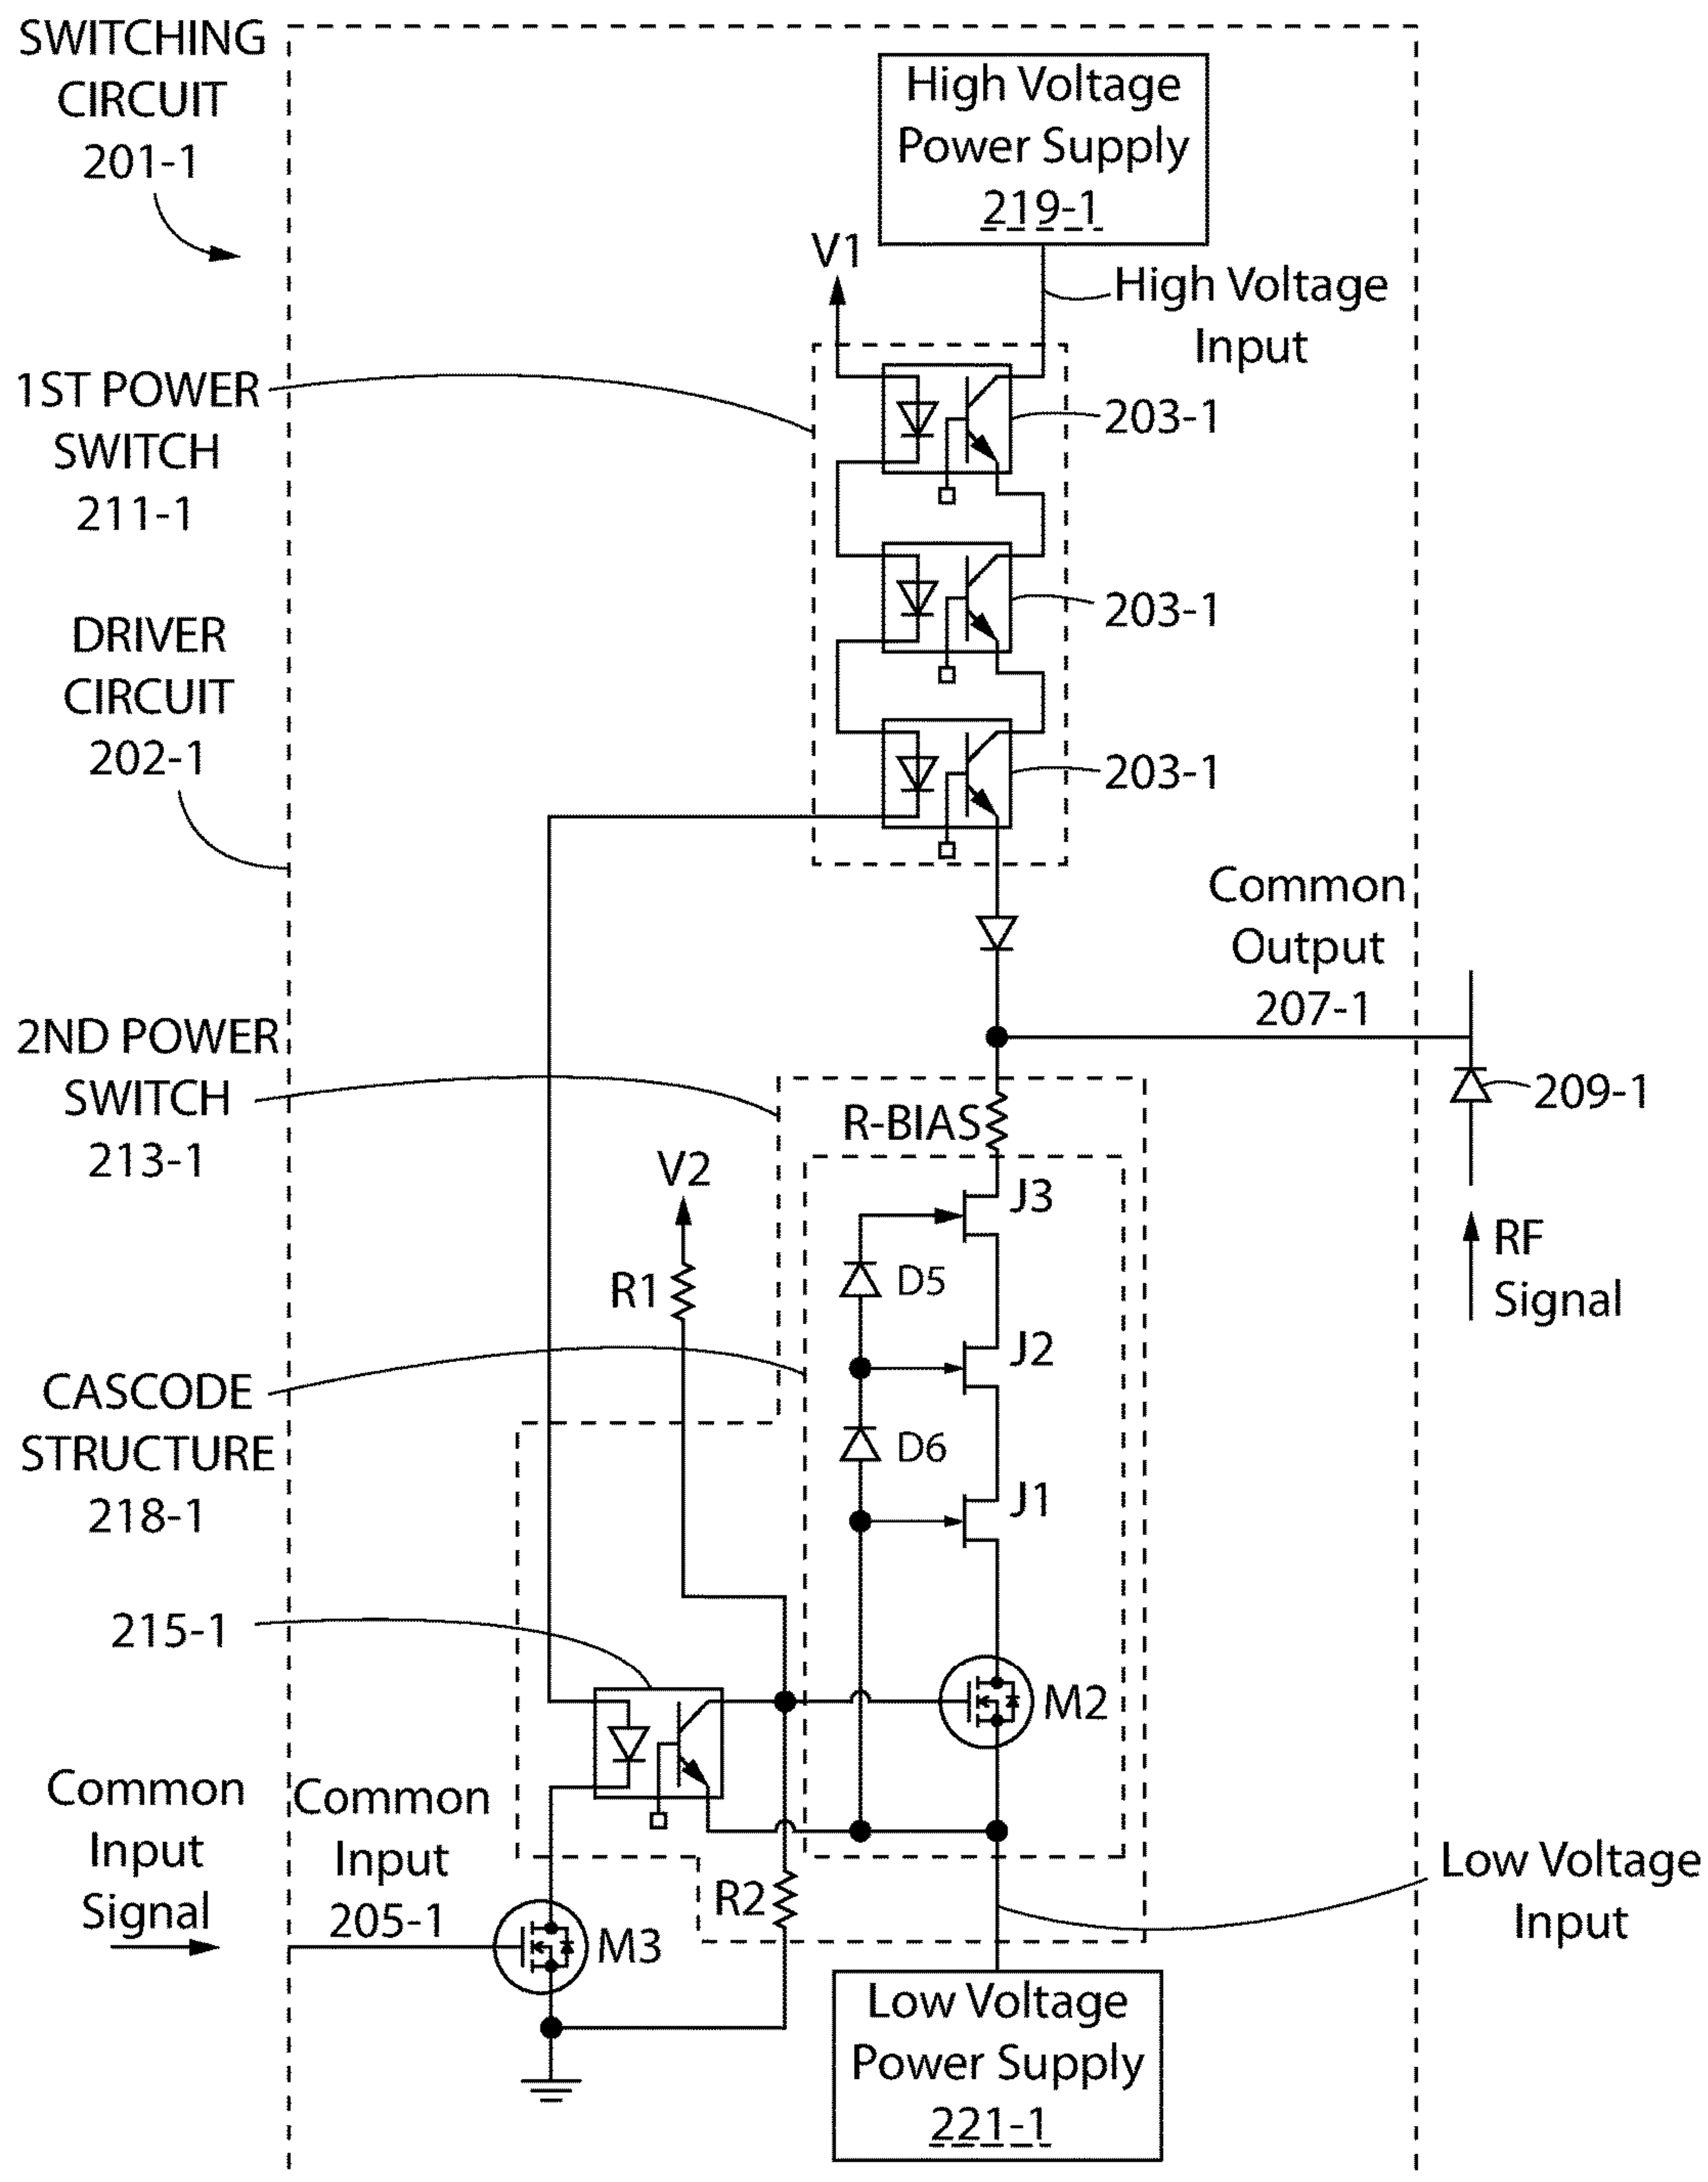 SWITCHING
CIRCUIT
201-1
High Voltage
Power Supply
219-1
V1
High Voltage
Input
1ST POWER
SWITCH
211-1
203-1
203-1
DRIVER
CIRCUIT
202-1
203-1
Common
Output
207-1
2ND POWER
SWITCH
213-1
R-BIAS
209-1
V2
J3
RF
Signal
R1
D5
J2
CASCODE
STRUCTURE
218-1
D6
J1
215-1
M2
Common
Input
Signal
Common
Input
205-1
R2
M3
Low Voltage
Input
Low Voltage
Power Supply
221-1